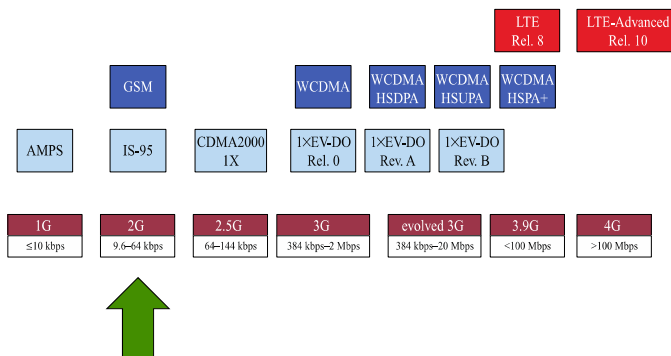 LTE
Rel. 8
LTE-Advanced
Rel. 10
GSM
WCDMA
WCDMA
HSDPA
WCDMA
HSUPA
WCDMA
HSPA+
AMPS
IS-95
CDMA2000
1X
1×EV-DO
Rel. 0
1×EV-DO
Rev. A
1×EV-DO
Rev. B
1G
≤10 kbps
2G
9.6–64 kbps
2.5G
64–144 kbps
3G
384 kbps–2 Mbps
evolved 3G
384 kbps–20 Mbps
3.9G
<100 Mbps
4G
>100 Mbps